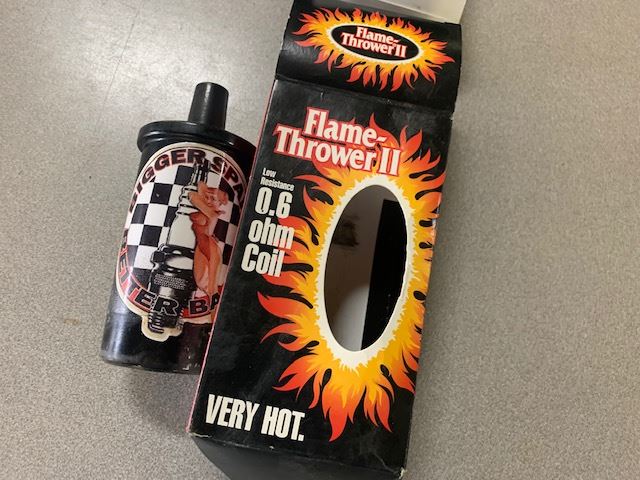 Flame-
Thrower II
Flame-
Thrower II
Low
Resistance
0.6
ohm
Coil
VERY HOT.